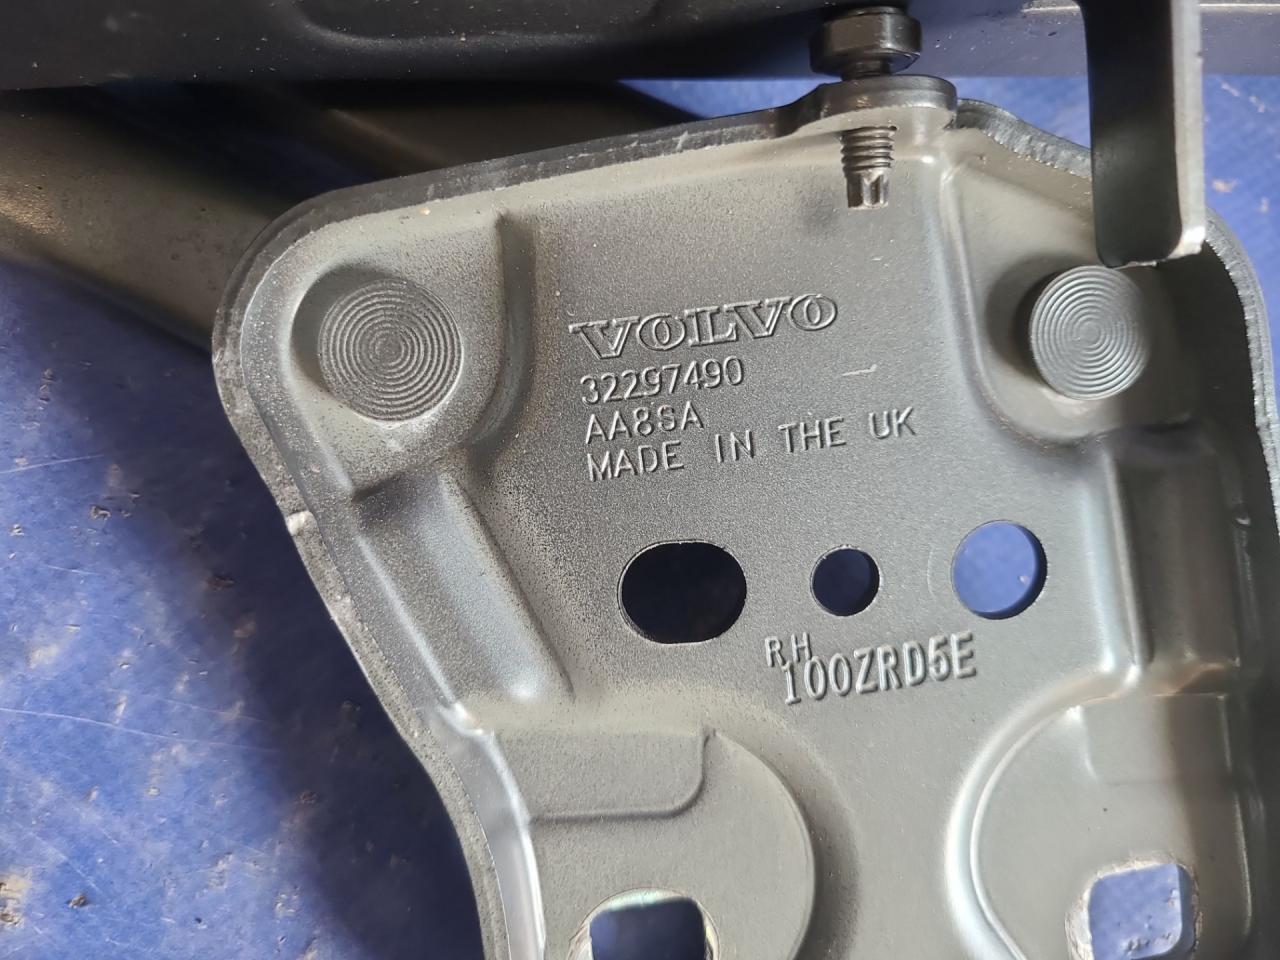 VOLVO
32297490
AA8SA
MADE IN THE UK
RH
100ZRD5E